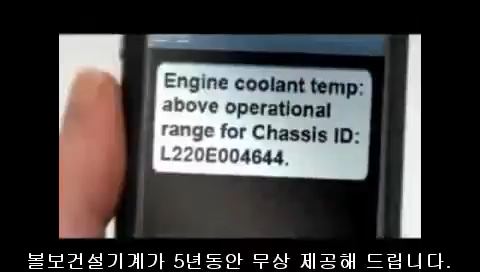 Engine coolant temp:
above operational
range for Chassis ID:
L220E004644.
볼보건설기계가 5년동안 무상 제공해 드립니다.